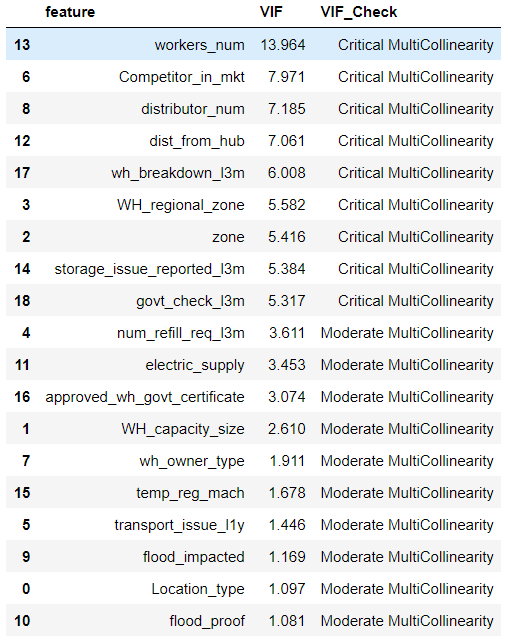 feature VIF VIF_Check
13 workers_num 13.964 Critical MultiCollinearity
6 Competitor_in_mkt 7.971 Critical MultiCollinearity
8 distributor_num 7.185 Critical MultiCollinearity
12 dist_from_hub 7.061 Critical MultiCollinearity
17 wh_breakdown_l3m 6.008 Critical MultiCollinearity
3 WH_regional_zone 5.582 Critical MultiCollinearity
2 zone 5.416 Critical MultiCollinearity
14 storage_issue_reported_l3m 5.384 Critical MultiCollinearity
18 govt_check_l3m 5.317 Critical MultiCollinearity
4 num_refill_req_l3m 3.611 Moderate MultiCollinearity
11 electric_supply 3.453 Moderate MultiCollinearity
16 approved_wh_govt_certificate 3.074 Moderate MultiCollinearity
1 WH_capacity_size 2.610 Moderate MultiCollinearity
7 wh_owner_type 1.911 Moderate MultiCollinearity
15 temp_reg_mach 1.678 Moderate MultiCollinearity
5 transport_issue_l1y 1.446 Moderate MultiCollinearity
9 flood_impacted 1.169 Moderate MultiCollinearity
0 Location_type 1.097 Moderate MultiCollinearity
10 flood_proof 1.081 Moderate MultiCollinearity